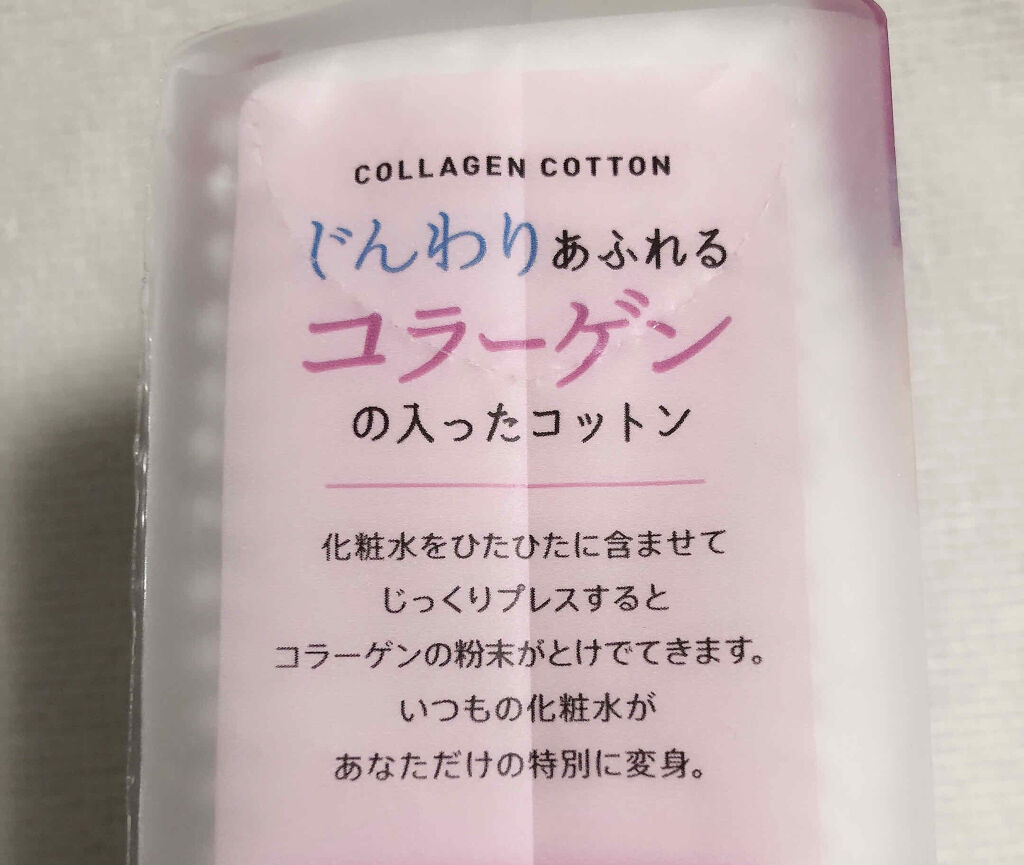 COLLAGEN COTTON
じんわりあふれる
コラーゲン
の入ったコットン
化粧水をひたひたに含ませて
じっくりプレスすると
コラーゲンの粉末がとけでてきます。
いつもの化粧水が
あなただけの特別に変身。